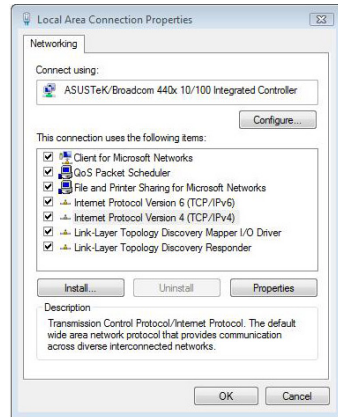 Local Area Connection Properties
Networking
Connect using:
ASUSTeK/Broadcom 440x 10/100 Integrated Controller
Configure...
This connection uses the following items:
Client for Microsoft Networks
QoS Packet Scheduler
File and Printer Sharing for Microsoft Networks
Internet Protocol Version 6 (TCP/IPv6)
Internet Protocol Version 4 (TCP/IPv4)
Link-Layer Topology Discovery Mapper I/O Driver
Link-Layer Topology Discovery Responder
Install... Uninstall Properties
Description
Transmission Control Protocol/Internet Protocol. The default
wide area network protocol that provides communication
across diverse interconnected networks.
OK Cancel